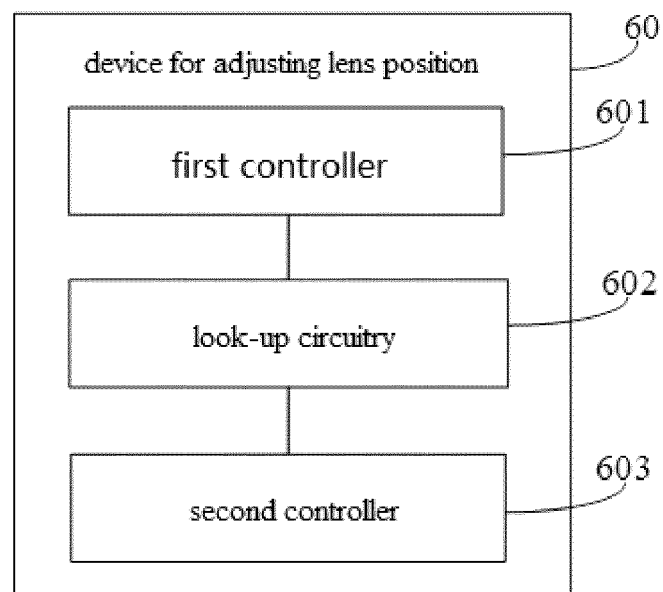 60
device for adjusting lens position
601
first controller
602
look-up circuitry
603
second controller